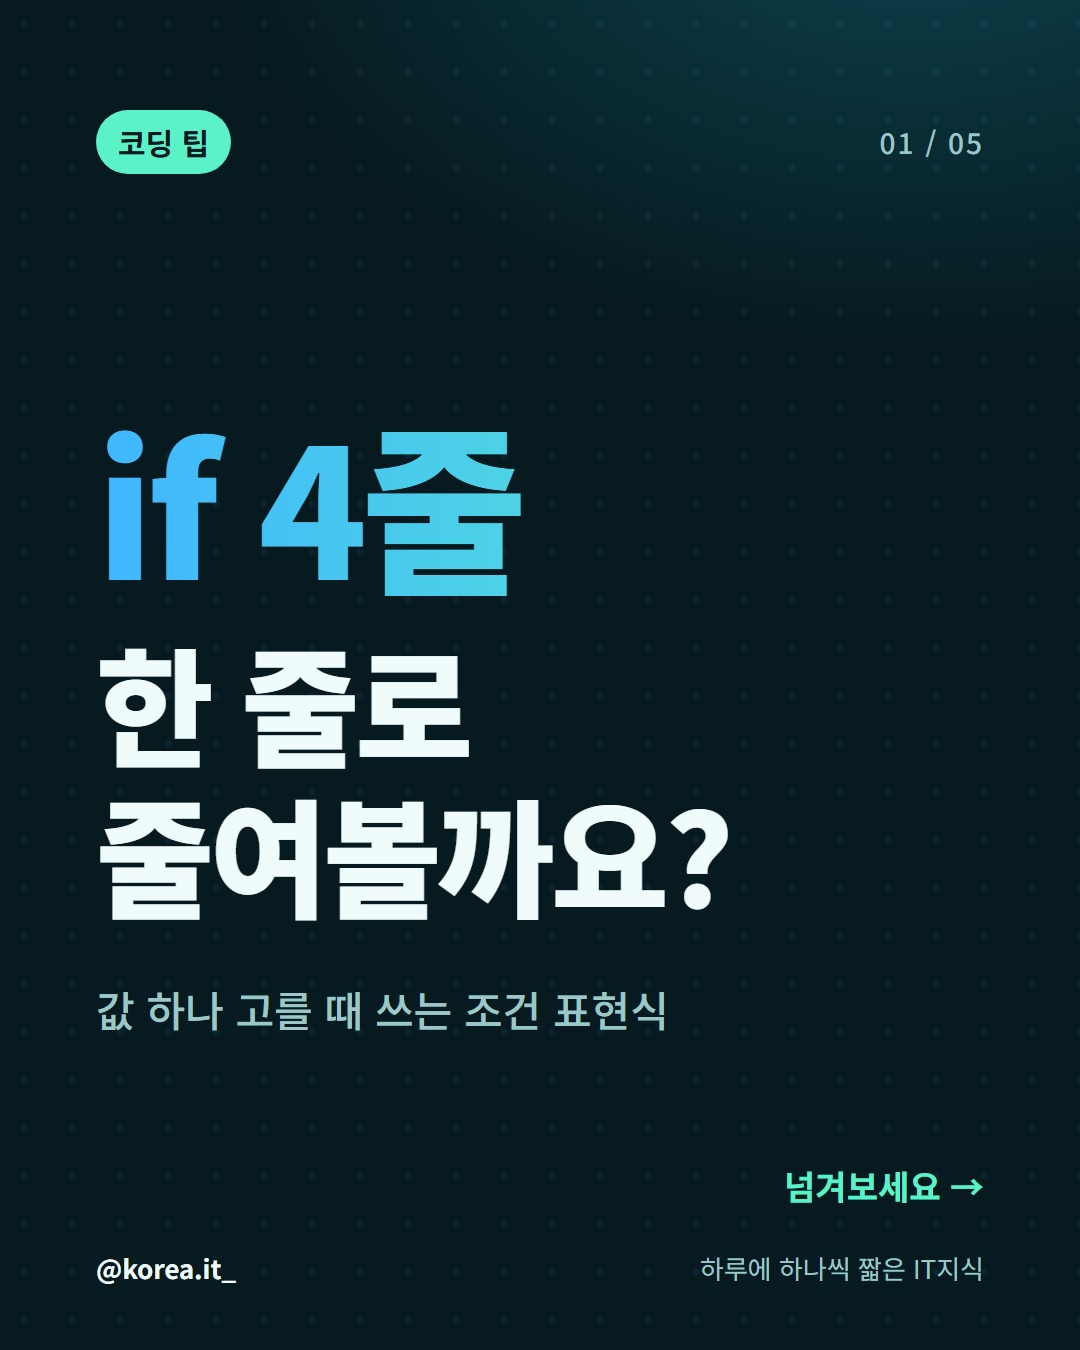 코딩 팁
01 / 05
if 4줄
한 줄로
줄여볼까요?
값 하나 고를 때 쓰는 조건 표현식
넘겨보세요 →
@korea.it_
하루에 하나씩 짧은 IT지식